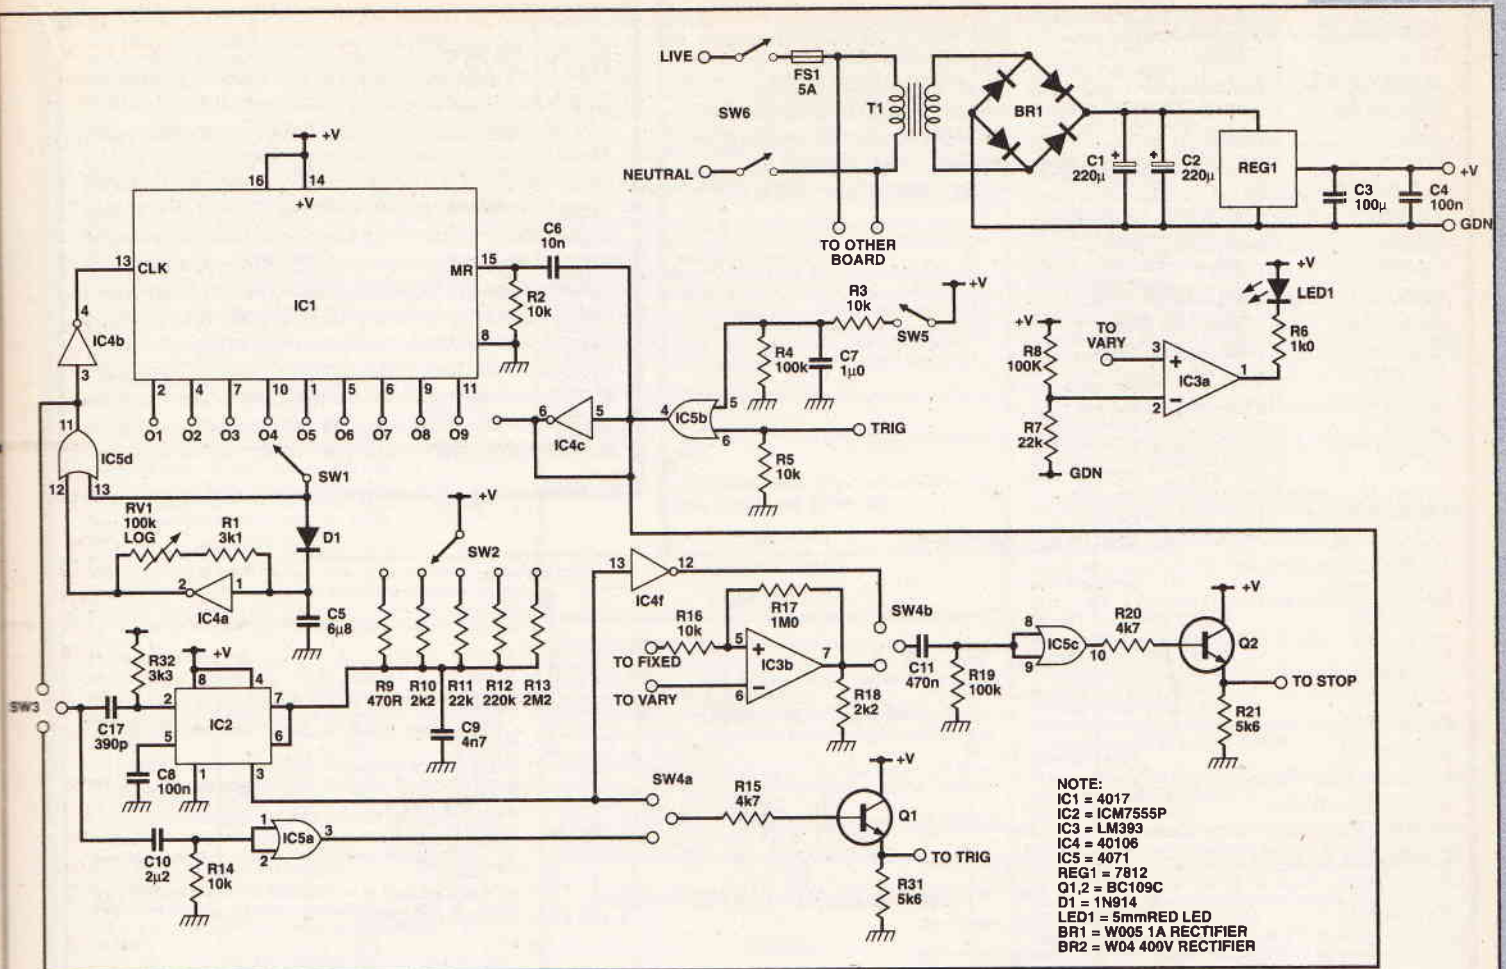 LIVE
FS1
5A
SW6
NEUTRAL
T1
BR1
C1
220µ
+
C2
220µ
+
REG1
C3
100µ
C4
100n
+V
GDN
TO OTHER
BOARD
+V
16
14
+V
13
CLK
IC1
MR
15
C6
10n
R2
10k
8
4
IC4b
3
2
4
7
10
1
5
6
9
11
O1
O2
O3
O4
O5
O6
O7
O8
O9
6
5
IC4c
4
IC5b
5
6
R3
10k
SW5
+V
R4
100k
C7
1µ0
TRIG
R5
10k
+V
R8
100K
TO
VARY
3
+
IC3a
–
2
1
+V
LED1
R6
1k0
R7
22k
GDN
11
IC5d
12
13
SW1
RV1
100k
LOG
R1
3k1
D1
2
1
IC4a
C5
6µ8
+V
SW2
R9
470R
R10
2k2
R11
22k
R12
220k
R13
2M2
C9
4n7
R32
3k3
+V
8
4
2
7
IC2
5
6
1
3
SW3
C17
390p
C8
100n
C10
2µ2
R14
10k
1
2
IC5a
3
13
12
IC4f
R16
10k
R17
1M0
TO FIXED
5
+
IC3b
–
6
7
TO VARY
R18
2k2
SW4b
C11
470n
R19
100k
8
9
IC5c
10
R20
4k7
+V
Q2
TO STOP
R21
5k6
SW4a
R15
4k7
+V
Q1
TO TRIG
R31
5k6
NOTE:
IC1 = 4017
IC2 = ICM7555P
IC3 = LM393
IC4 = 40106
IC5 = 4071
REG1 = 7812
Q1,2 = BC109C
D1 = 1N914
LED1 = 5mmRED LED
BR1 = W005 1A RECTIFIER
BR2 = W04 400V RECTIFIER